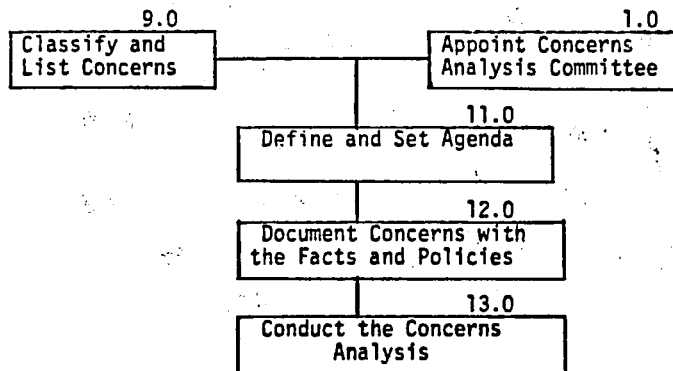 9.0
Classify and
List Concerns
1.0
Appoint Concerns
Analysis Committee
11.0
Define and Set Agenda
12.0
Document Concerns with
the Facts and Policies
13.0
Conduct the Concerns
Analysis